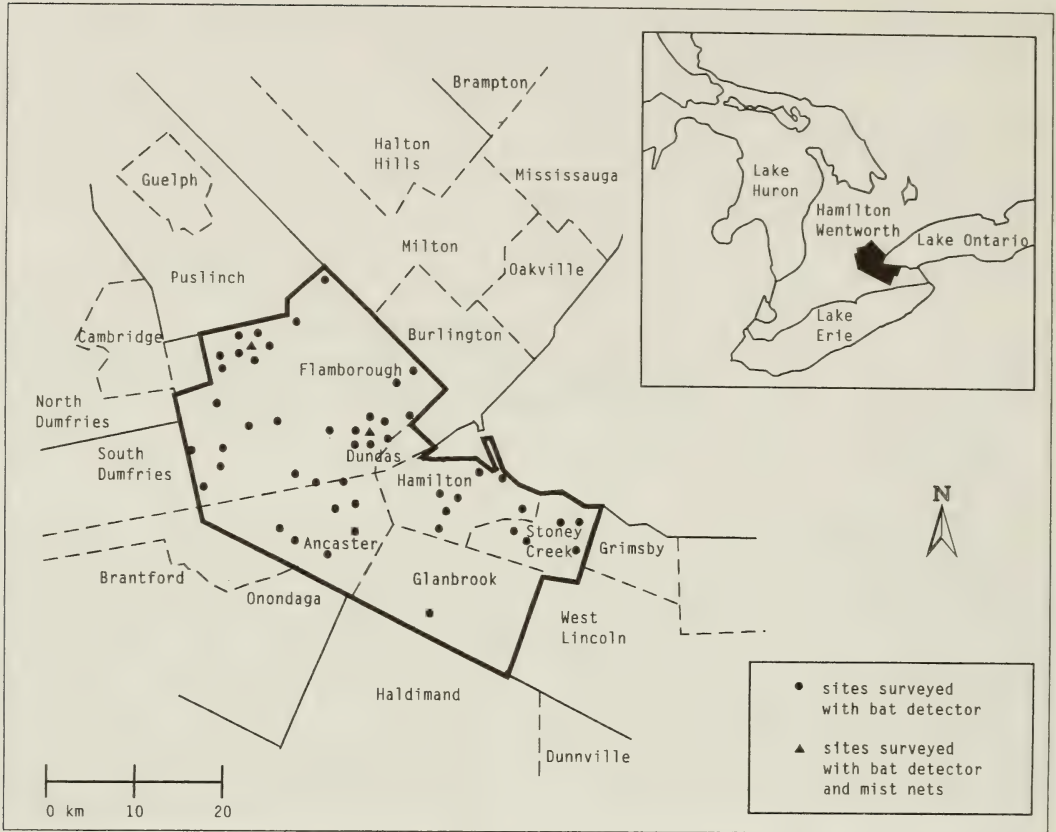 Brampton
Halton
Hills
Guelph
Mississauga
Milton
Oakville
Puslinch
Cambridge
Burlington
Flamborough
North
Dumfries
South
Dumfries
Dundas
Hamilton
Stoney
Creek
Grimsby
Ancaster
Glanbrook
Brantford
Onondaga
West
Lincoln
Haldimand
Dunnville
0 km 10 20
Lake
Huron
Hamilton
Wentworth
Lake Ontario
Lake
Erie
N
sites surveyed
with bat detector
sites surveyed
with bat detector
and mist nets